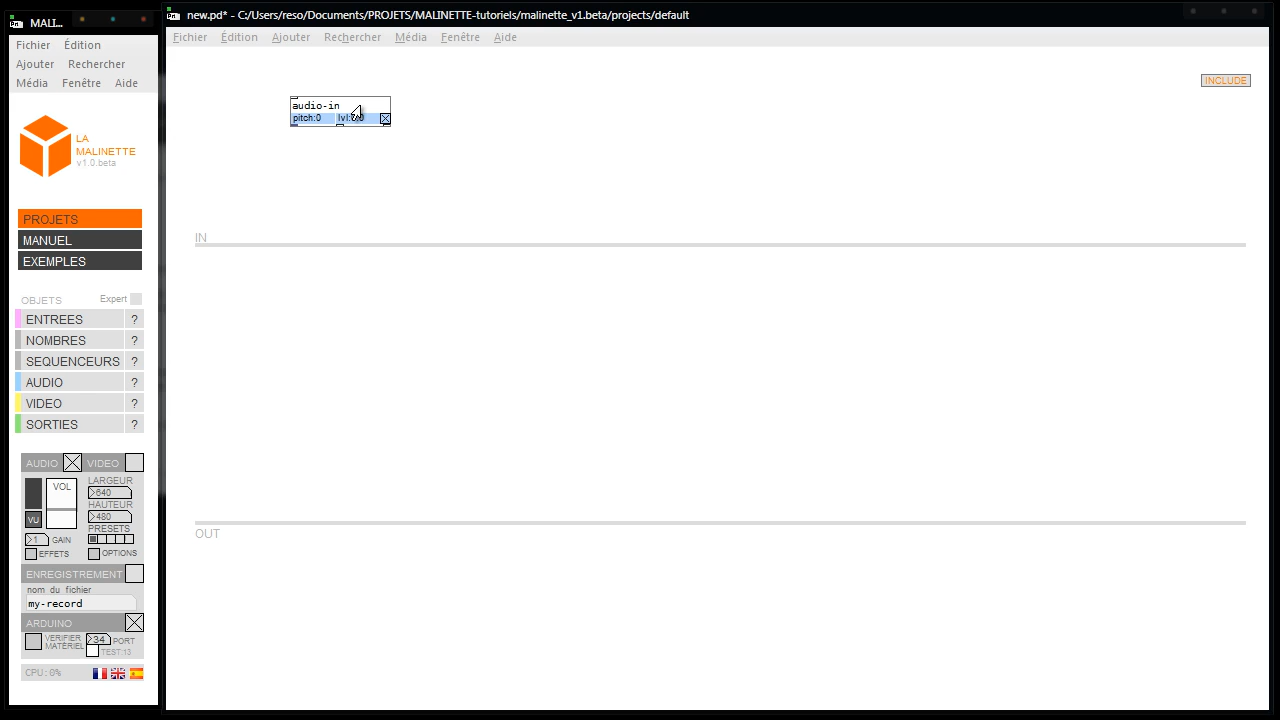 MALI...
Fichier Édition
Ajouter Rechercher
Média Fenêtre Aide
LA
MALINETTE
v1.0.beta
PROJETS
MANUEL
EXEMPLES
OBJETS Expert
ENTREES ?
NOMBRES ?
SEQUENCEURS ?
AUDIO ?
VIDEO ?
SORTIES ?
AUDIO VIDEO
VOL
VU
1 GAIN
EFFETS
LARGEUR
640
HAUTEUR
480
PRESETS
OPTIONS
ENREGISTREMENT
nom du fichier
my-record
ARDUINO
VERIFIER
MATERIEL
34 PORT
TEST:13
CPU:0%
new.pd* - C:/Users/reso/Documents/PROJETS/MALINETTE-tutoriels/malinette_v1.beta/projects/default
Fichier Édition Ajouter Rechercher Média Fenêtre Aide
INCLUDE
audio-in
pitch:0
IN
OUT